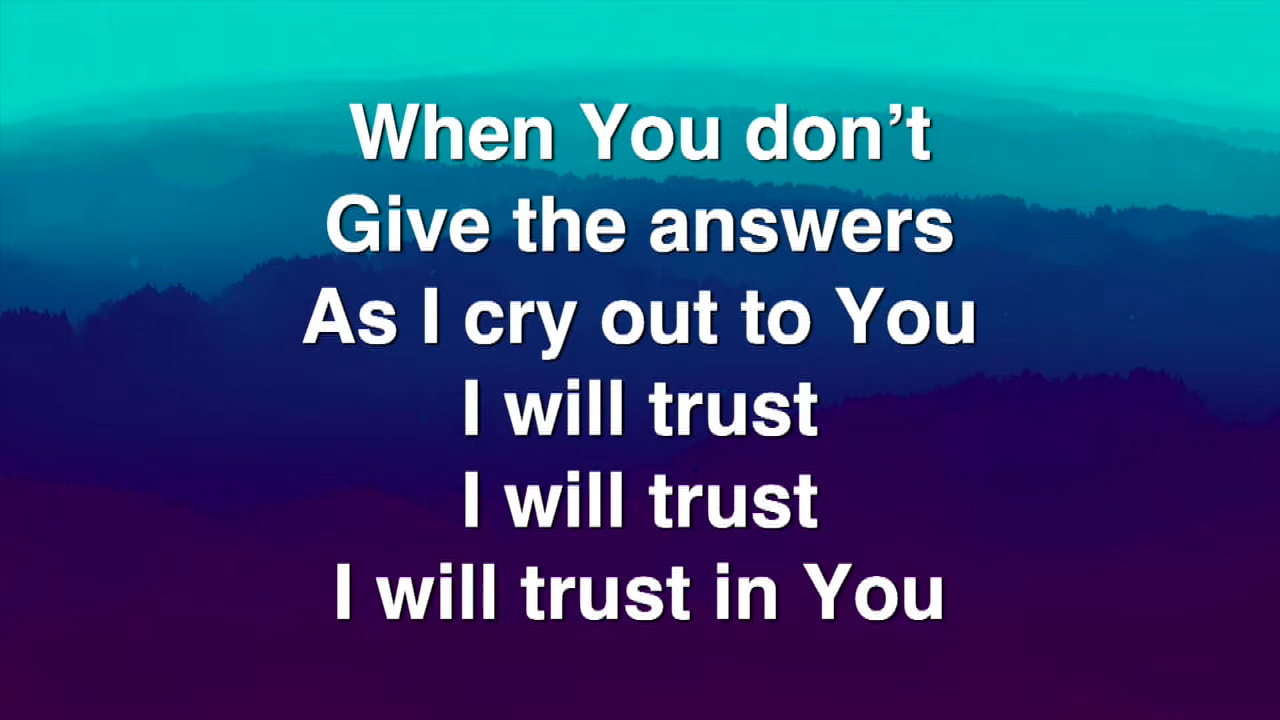 When You don’t
Give the answers
As I cry out to You
I will trust
I will trust
I will trust in You